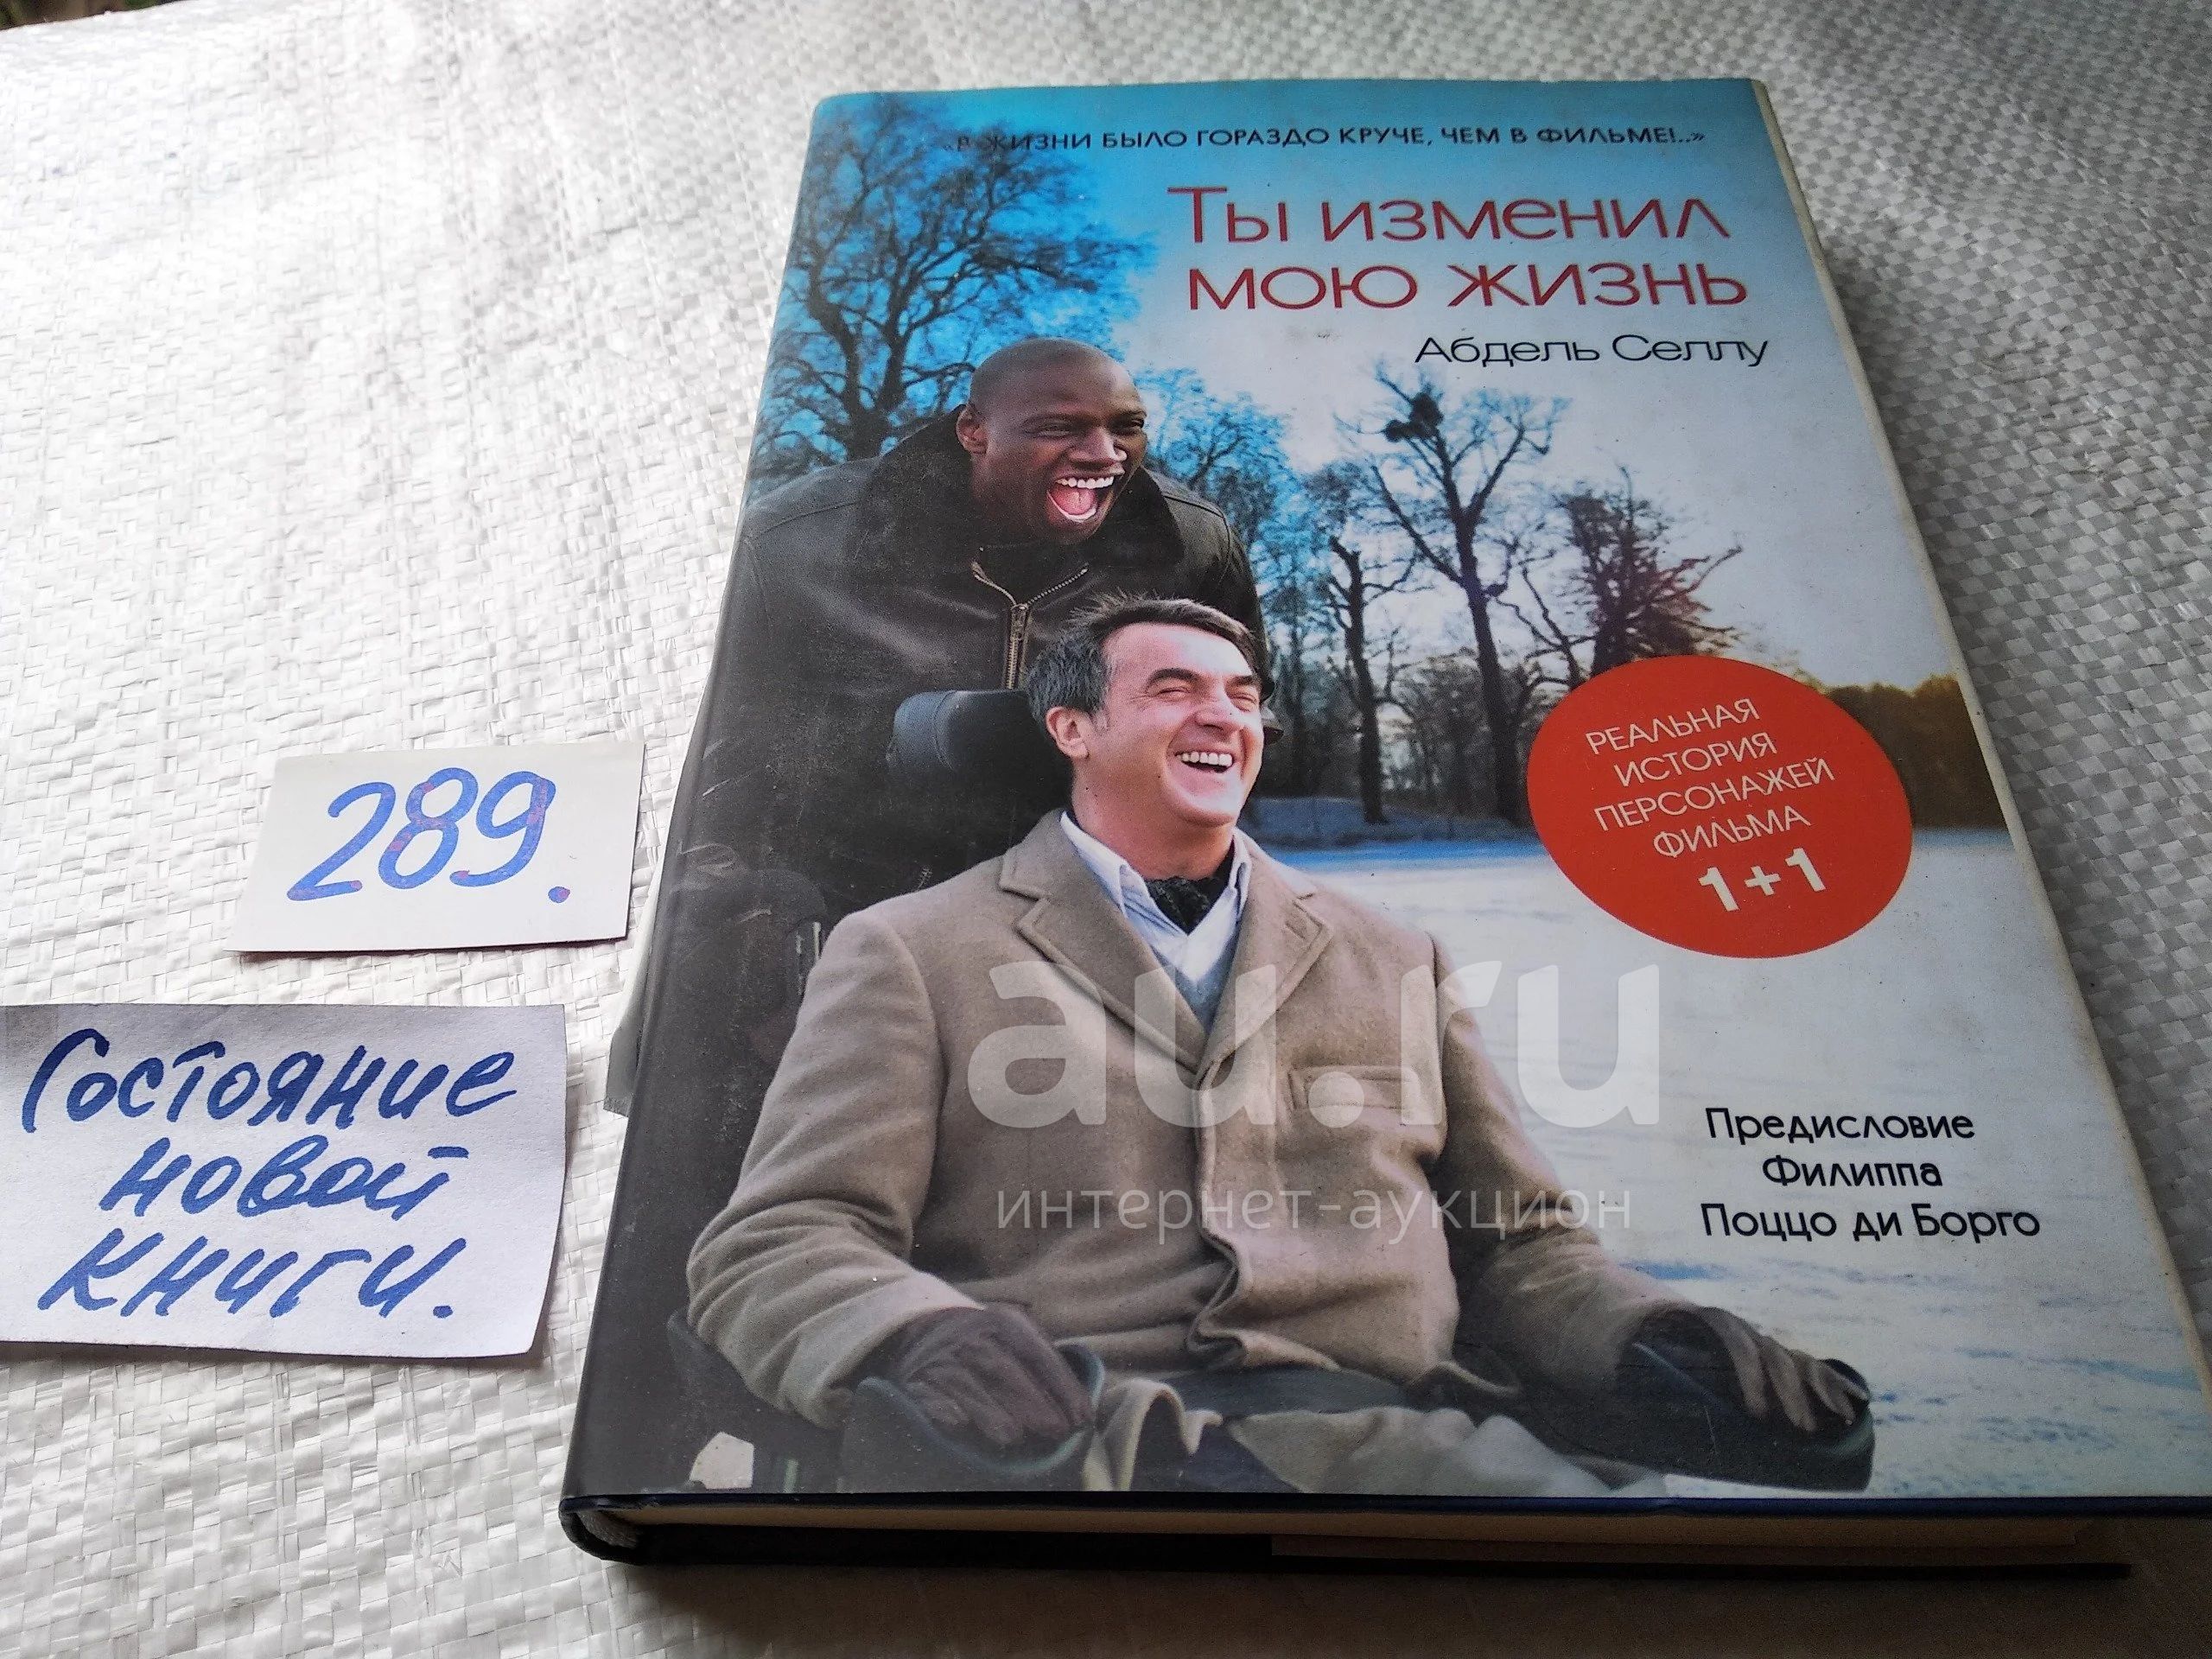 «В ЖИЗНИ БЫЛО ГОРАЗДО КРУЧЕ, ЧЕМ В ФИЛЬМЕ!..»
Ты изменил
мою жизнь
Абдель Селлу
РЕАЛЬНАЯ
ИСТОРИЯ
ПЕРСОНАЖЕЙ
ФИЛЬМА
1+1
289.
Состояние
новой
книги.
au.ru
интернет-аукцион
Предисловие
Филиппа
Поццо ди Борго